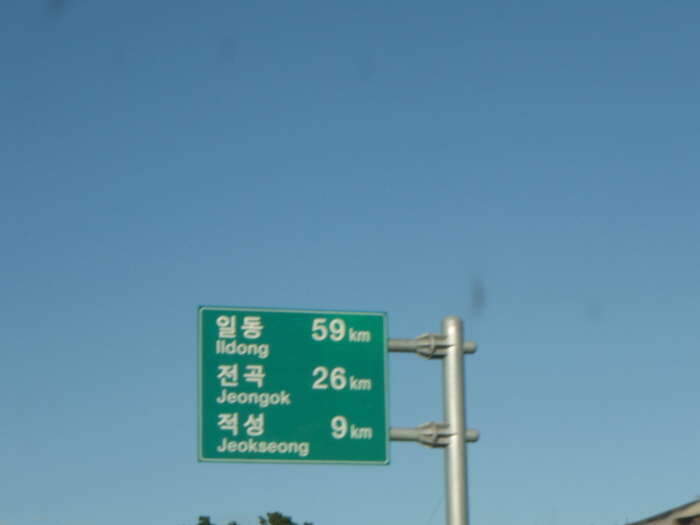 일동 59km
Ildong
전곡 26km
Jeongok
적성 9km
Jeokseong